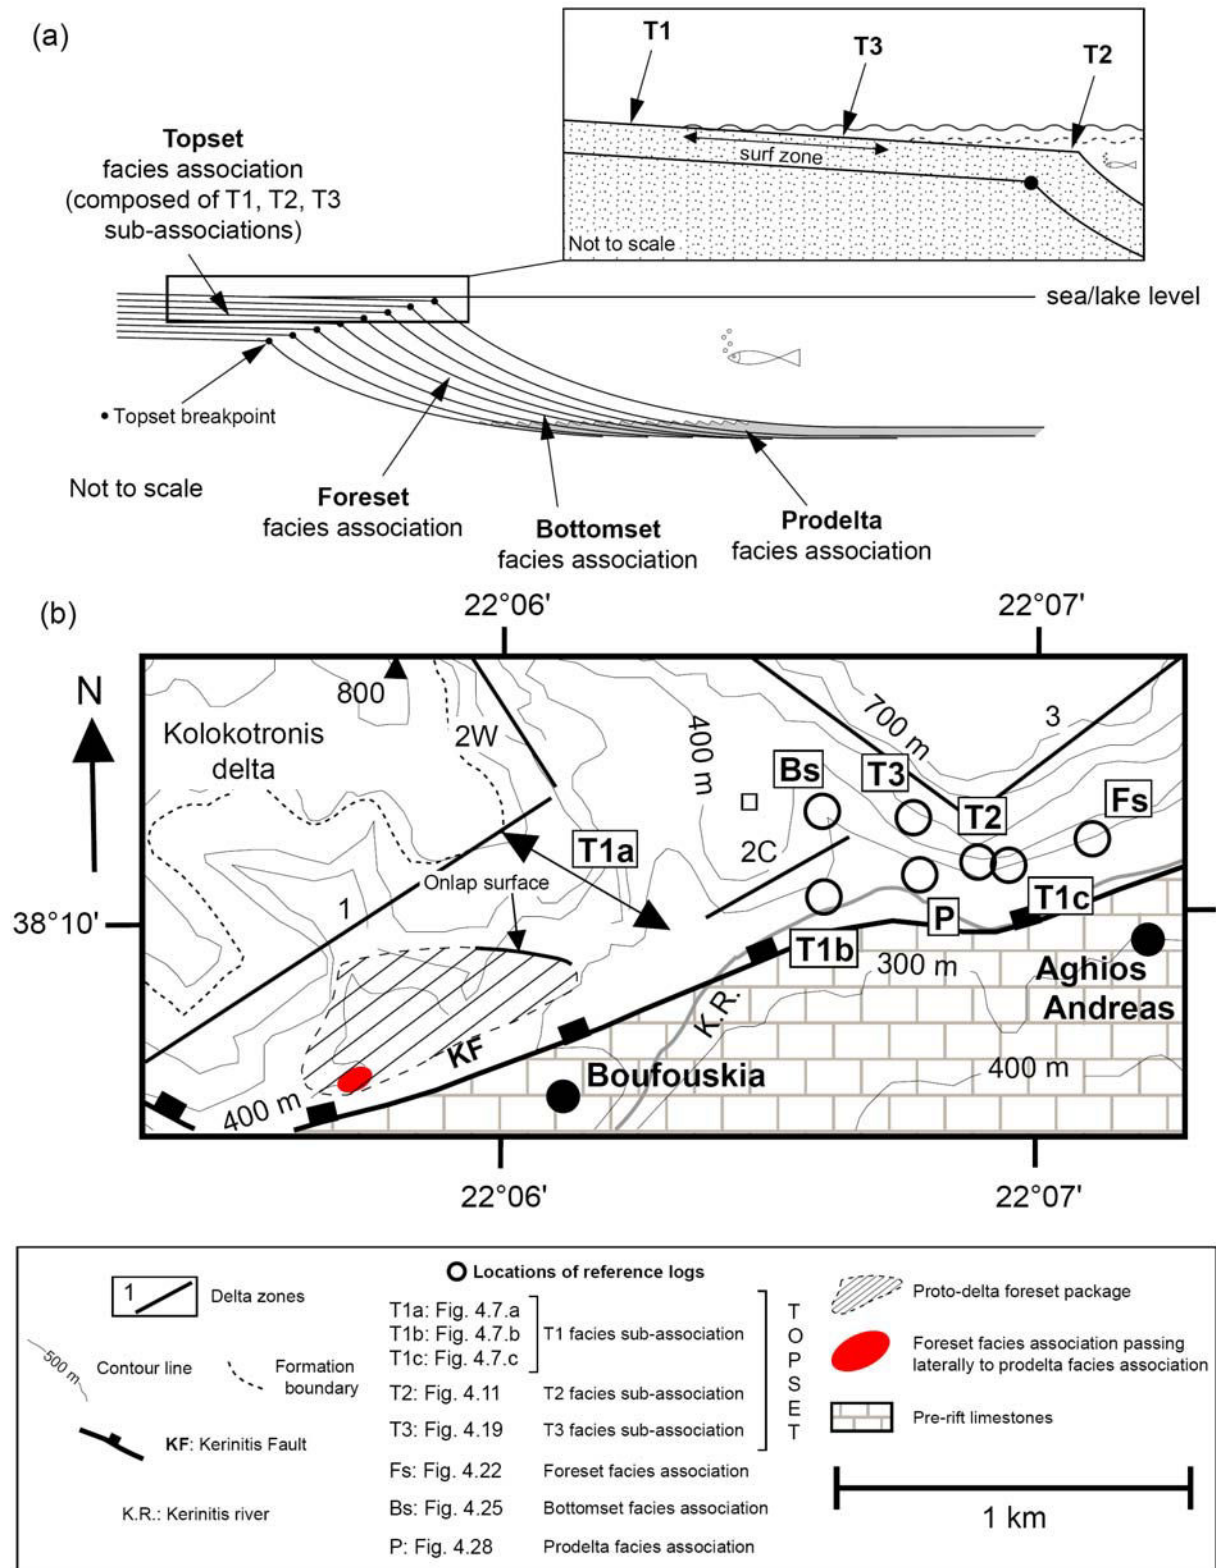 (a)
T1
T3
T2
surf zone
Not to scale
Topset
facies association
(composed of T1, T2, T3
sub-associations)
sea/lake level
• Topset breakpoint
Not to scale
Foreset
facies association
Bottomset
facies association
Prodelta
facies association
(b)
22°06'
22°07'
N
800
Kolokotronis
delta
2W
400 m
700 m
3
Bs
T3
T2
Fs
T1a
2C
Onlap surface
38°10'
1
T1b
P
T1c
300 m
Aghios
Andreas
K.R.
KF
Boufouskia
400 m
400 m
22°06'
22°07'
1
Delta zones
500 m
Contour line
Formation
boundary
KF: Kerinitis Fault
K.R.: Kerinitis river
Locations of reference logs
T1a: Fig. 4.7.a
T1b: Fig. 4.7.b
T1c: Fig. 4.7.c
T1 facies sub-association
T2: Fig. 4.11
T2 facies sub-association
T3: Fig. 4.19
T3 facies sub-association
TOPSET
Fs: Fig. 4.22
Foreset facies association
Bs: Fig. 4.25
Bottomset facies association
P: Fig. 4.28
Prodelta facies association
Proto-delta foreset package
Foreset facies association passing
laterally to prodelta facies association
Pre-rift limestones
1 km